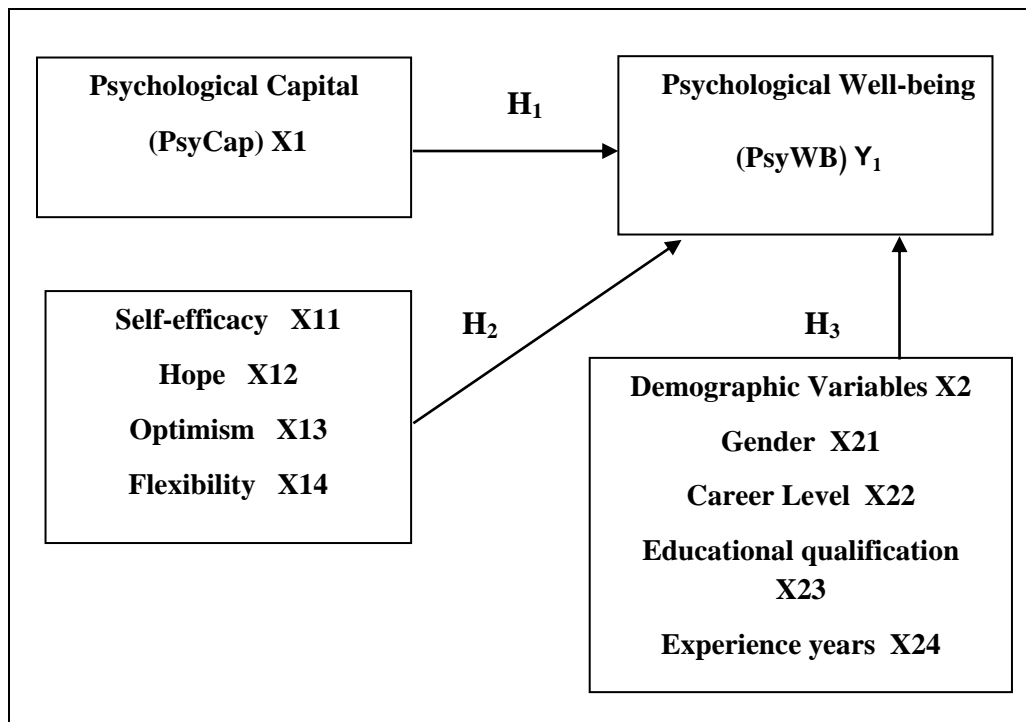 Psychological Capital
(PsyCap) X1
H₁
Psychological Well-being
(PsyWB) Y₁
Self-efficacy X11
Hope X12
Optimism X13
Flexibility X14
H₂
H₃
Demographic Variables X2
Gender X21
Career Level X22
Educational qualification
X23
Experience years X24